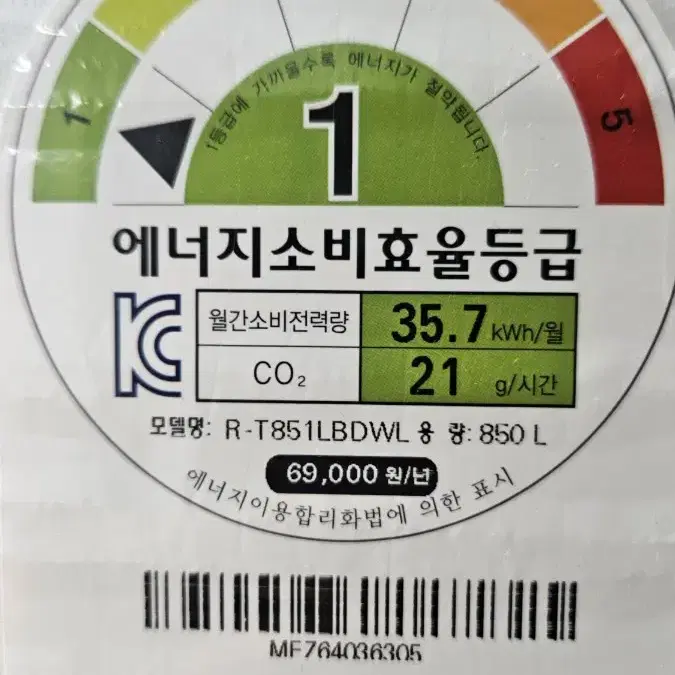 1등급에 가까울수록 에너지가 절약됩니다.
1
1
5
에너지소비효율등급
월간소비전력량 35.7 kWh/월
CO₂ 21 g/시간
모델명: R-T851LBDWL 용 량: 850 L
69,000 원/년
에너지이용합리화법에 의한 표시
MF764036305